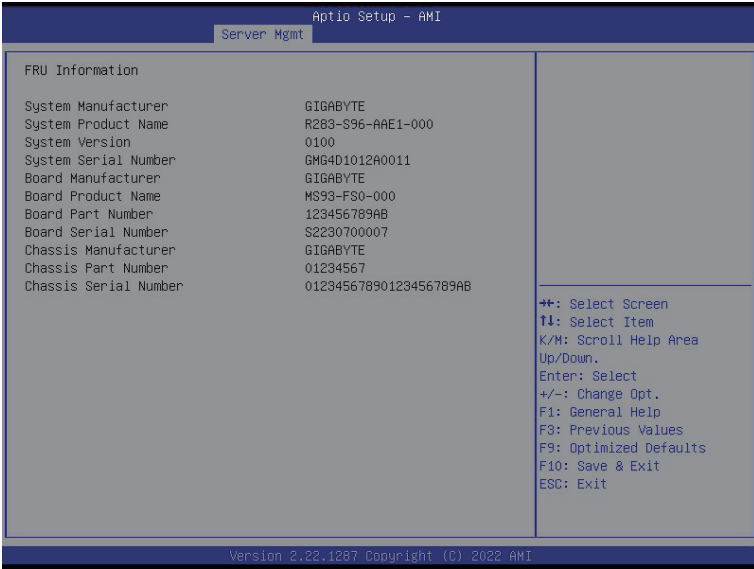 Aptio Setup – AMI
Server Mgmt
FRU Information
System Manufacturer GIGABYTE
System Product Name R283-S96-AAE1-000
System Version 0100
System Serial Number GMG4D1012A0011
Board Manufacturer GIGABYTE
Board Product Name MS93-FS0-000
Board Part Number 123456789AB
Board Serial Number S2230700007
Chassis Manufacturer GIGABYTE
Chassis Part Number 01234567
Chassis Serial Number 01234567890123456789AB
→←: Select Screen
↑↓: Select Item
K/M: Scroll Help Area
Up/Down.
Enter: Select
+/-: Change Opt.
F1: General Help
F3: Previous Values
F9: Optimized Defaults
F10: Save & Exit
ESC: Exit
Version 2.22.1287 Copyright (C) 2022 AMI